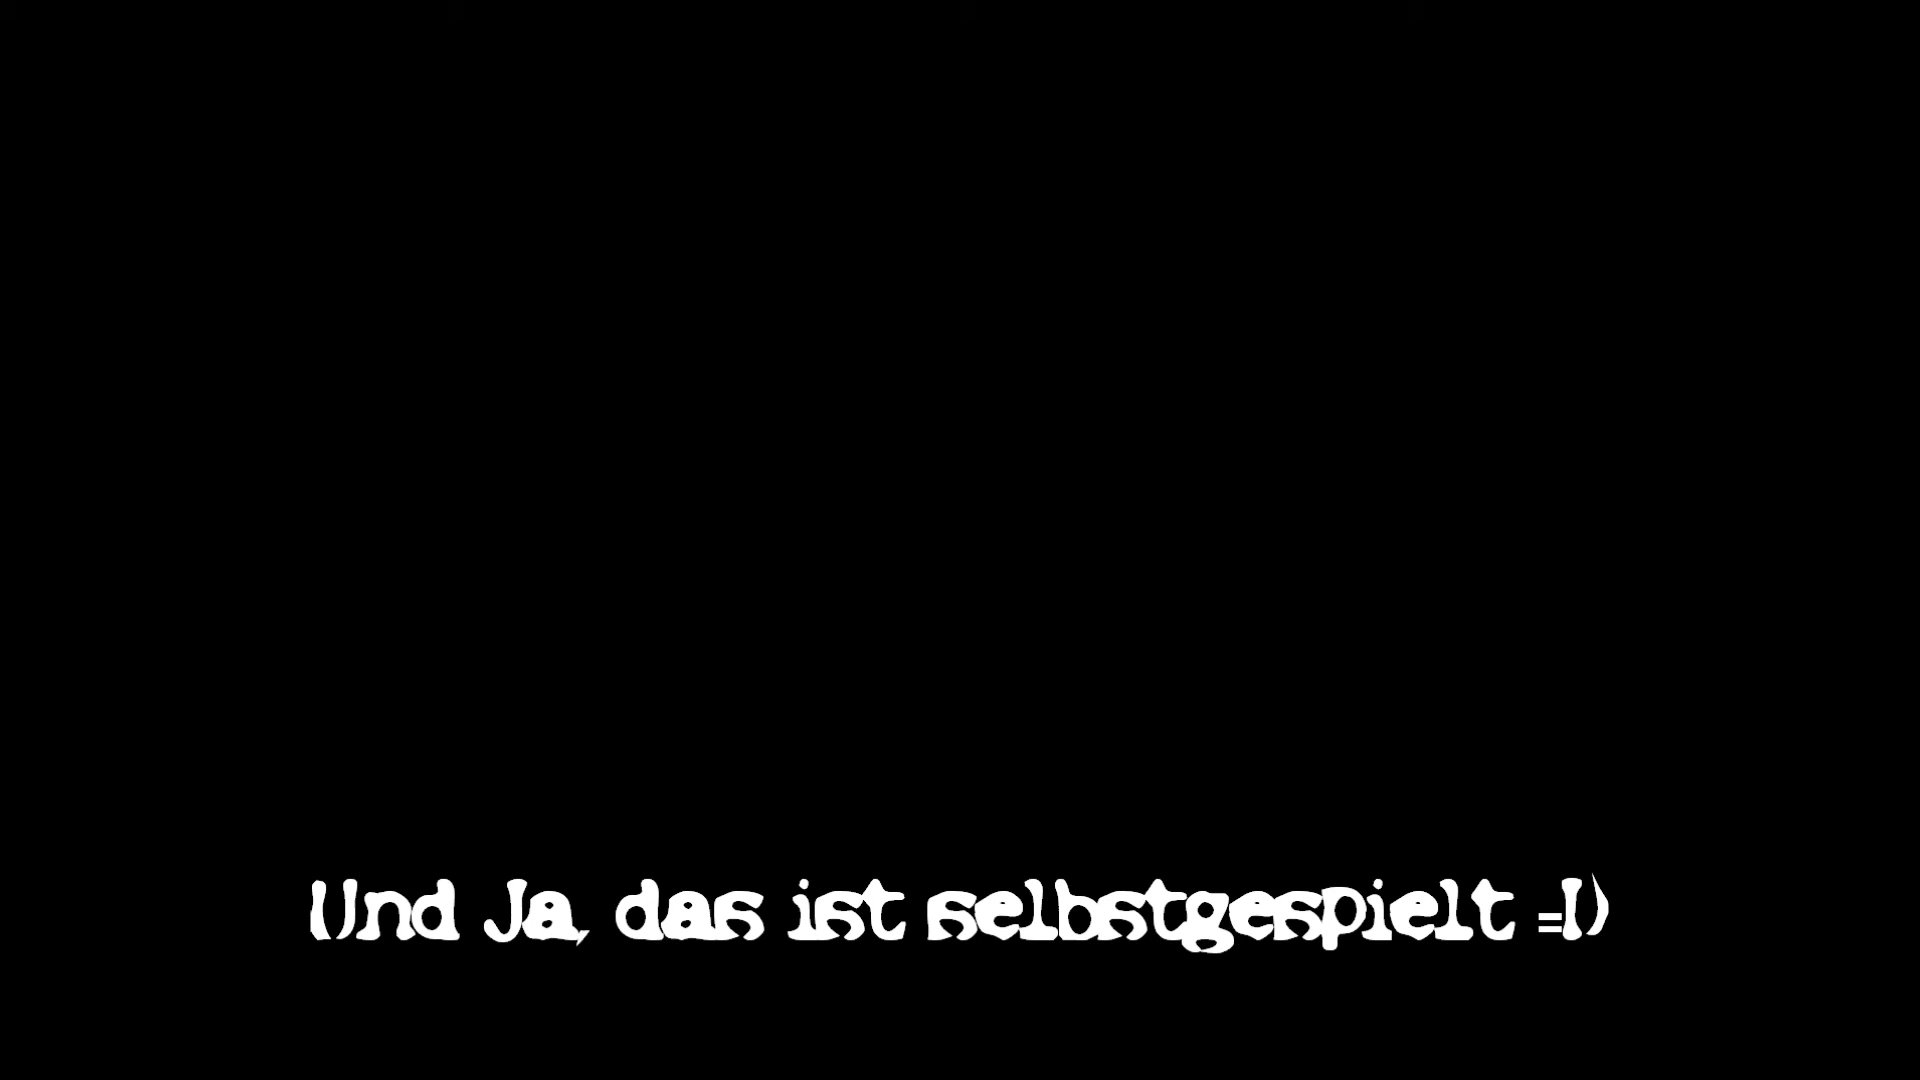 Und Ja, das ist selbstgespielt =I)